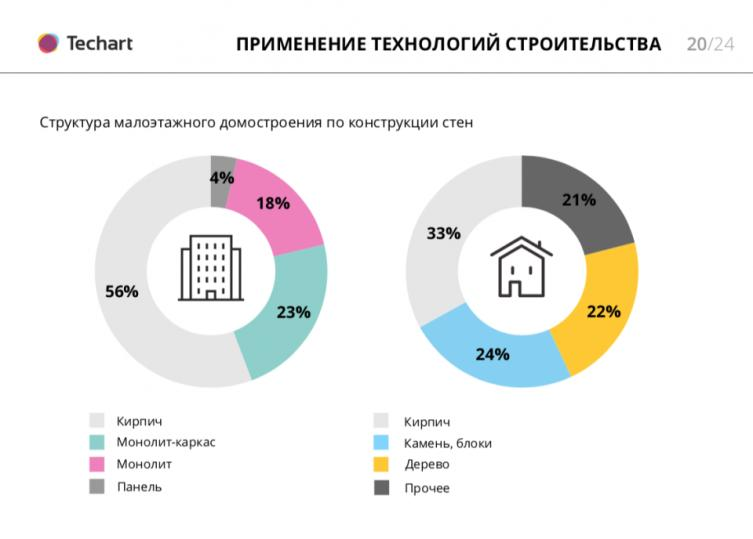 Techart
ПРИМЕНЕНИЕ ТЕХНОЛОГИЙ СТРОИТЕЛЬСТВА
20/24
Структура малоэтажного домостроения по конструкции стен
4%
18%
23%
56%
21%
22%
24%
33%
Кирпич
Монолит-каркас
Монолит
Панель
Кирпич
Камень, блоки
Дерево
Прочее